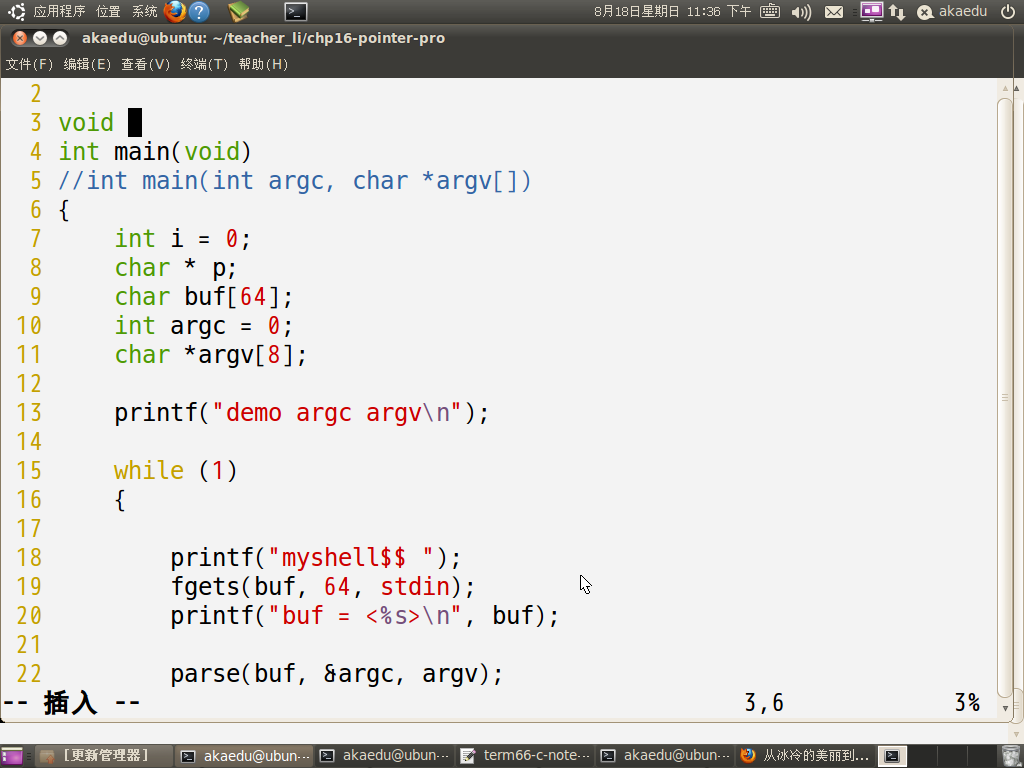 应用程序 位置 系统 8月18日星期日 11:36 下午 akaedu
akaedu@ubuntu: ~/teacher_li/chp16-pointer-pro
文件(F) 编辑(E) 查看(V) 终端(T) 帮助(H)
2
3 void
4 int main(void)
5 //int main(int argc, char *argv[])
6 {
7 int i = 0;
8 char * p;
9 char buf[64];
10 int argc = 0;
11 char *argv[8];
12
13 printf("demo argc argv\n");
14
15 while (1)
16 {
17
18 printf("myshell$$ ");
19 fgets(buf, 64, stdin);
20 printf("buf = <%s>\n", buf);
21
22 parse(buf, &argc, argv);
-- 插入 -- 3,6 3%
[更新管理器] akaedu@ubun... akaedu@ubun... term66-c-note... akaedu@ubun... 从冰冷的美丽到...